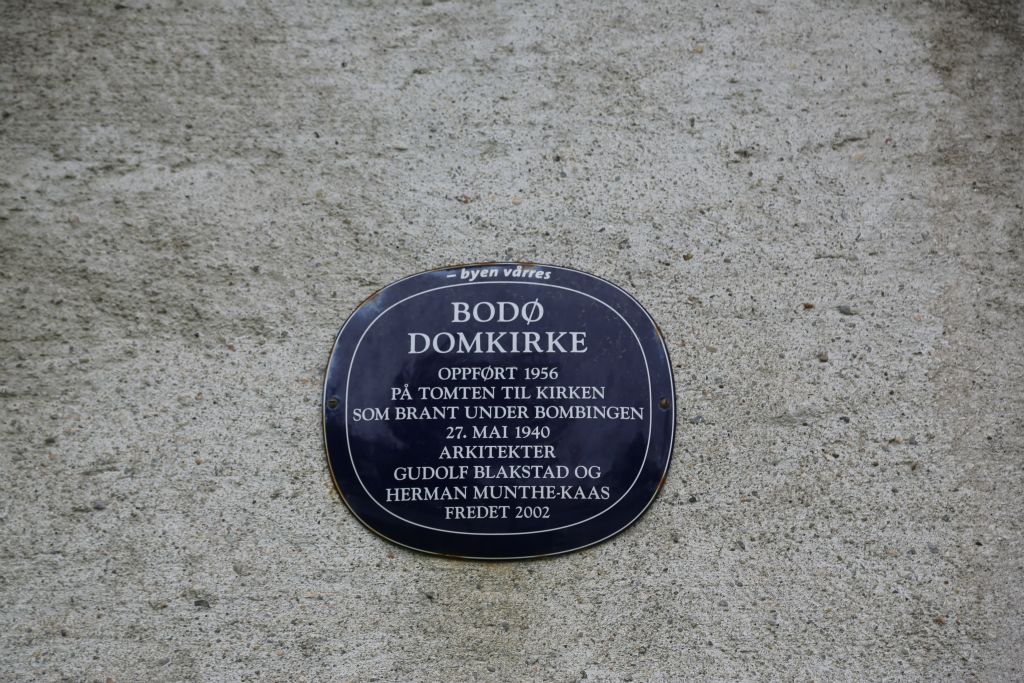 – byen vårres
BODØ
DOMKIRKE
OPPFØRT 1956
PÅ TOMTEN TIL KIRKEN
SOM BRANT UNDER BOMBINGEN
27. MAI 1940
ARKITEKTER
GUDOLF BLAKSTAD OG
HERMAN MUNTHE-KAAS
FREDET 2002